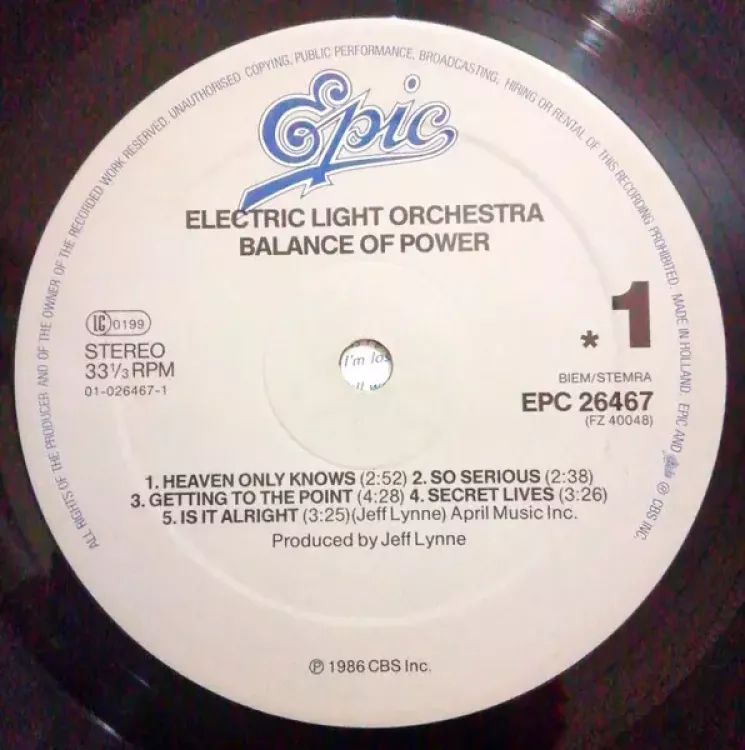 ALL RIGHTS OF THE PRODUCER AND OF THE OWNER OF THE RECORDED WORK RESERVED. UNAUTHORISED COPYING, PUBLIC PERFORMANCE, BROADCASTING, HIRING OR RENTAL OF THIS RECORDING PROHIBITED. MADE IN HOLLAND. EPIC AND Epic ℗ CBS INC.
Epic
ELECTRIC LIGHT ORCHESTRA
BALANCE OF POWER
LC 0199
STEREO
33⅓ RPM
01-026467-1
* 1
BIEM/STEMRA
EPC 26467
(FZ 40048)
I'm los
1. HEAVEN ONLY KNOWS (2:52) 2. SO SERIOUS (2:38)
3. GETTING TO THE POINT (4:28) 4. SECRET LIVES (3:26)
5. IS IT ALRIGHT (3:25)(Jeff Lynne) April Music Inc.
Produced by Jeff Lynne
℗ 1986 CBS Inc.